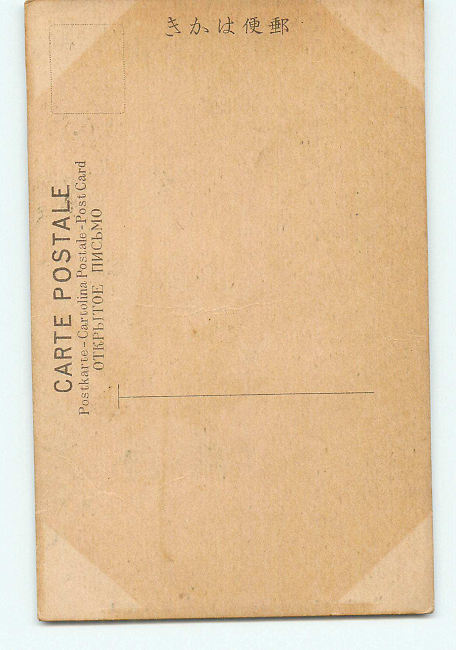 郵便はかき
CARTE POSTALE
Postkarte-Cartolina Postale-Post Card
ОТКРЫТОЕ ПИСЬМО